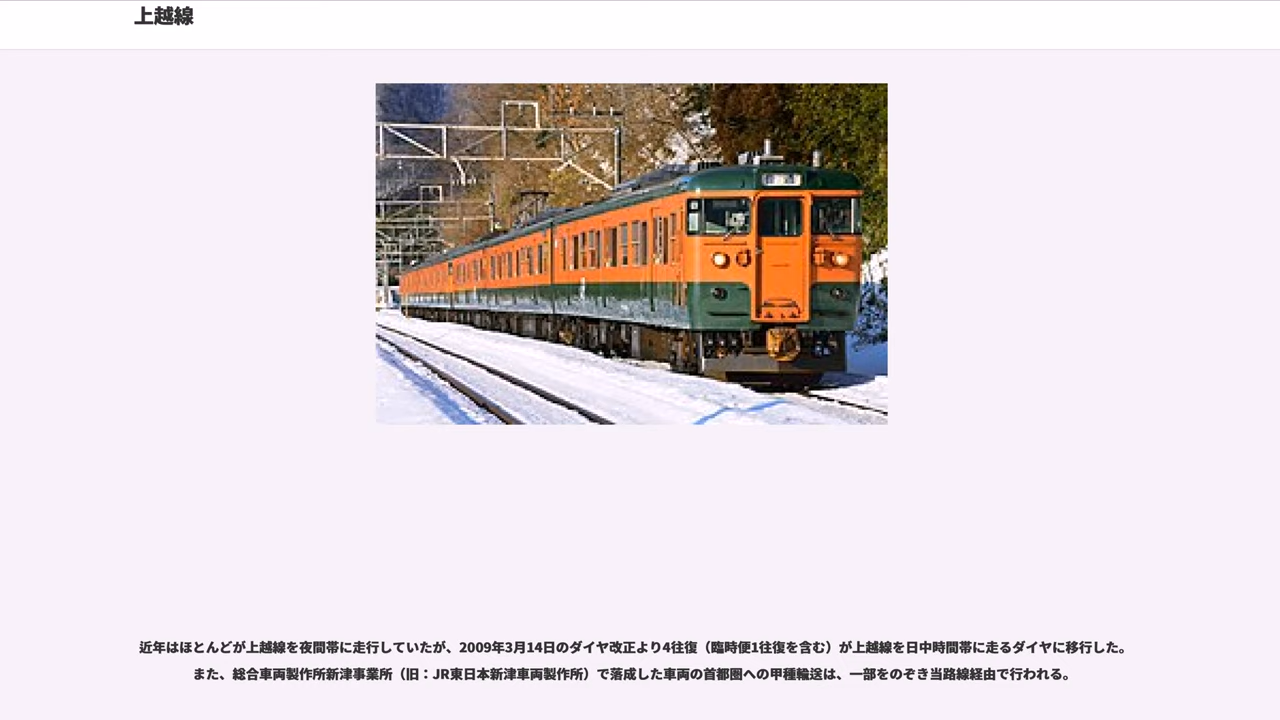 上越線
近年はほとんどが上越線を夜間帯に走行していたが、2009年3月14日のダイヤ改正より4往復（臨時便1往復を含む）が上越線を日中時間帯に走るダイヤに移行した。
また、総合車両製作所新津事業所（旧：JR東日本新津車両製作所）で落成した車両の首都圏への甲種輸送は、一部をのぞき当路線経由で行われる。